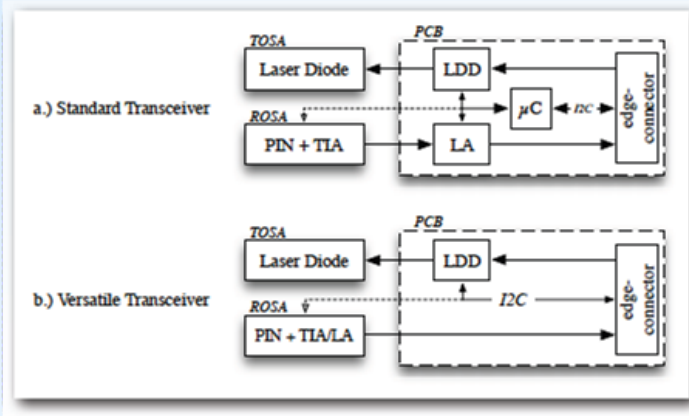 PCB
TOSA
Laser Diode
LDD
a.) Standard Transceiver
µC
I2C
edge-
connector
ROSA
PIN + TIA
LA
PCB
TOSA
Laser Diode
LDD
b.) Versatile Transceiver
I2C
edge-
connector
ROSA
PIN + TIA/LA